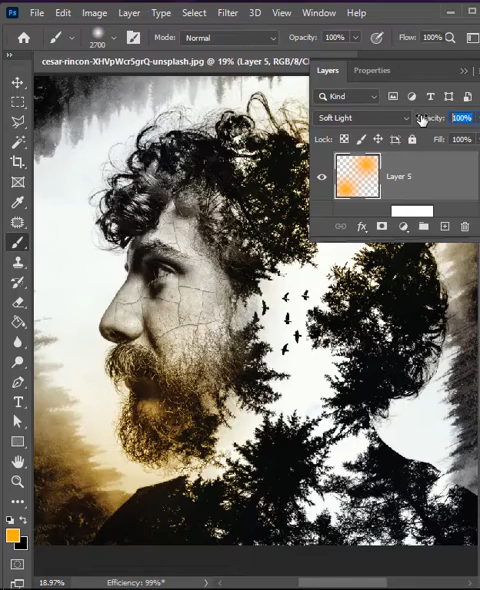 Ps File Edit Image Layer Type Select Filter 3D View Window Help
2700 Mode: Normal Opacity: 100% Flow: 100%
cesar-rincon-XHVpWcr5grQ-unsplash.jpg @ 19% (Layer 5, RGB/8/C
Layers Properties
Kind
Soft Light Opacity: 100%
Lock: Fill: 100%
Layer 5
fx
18.97% Efficiency: 99%*